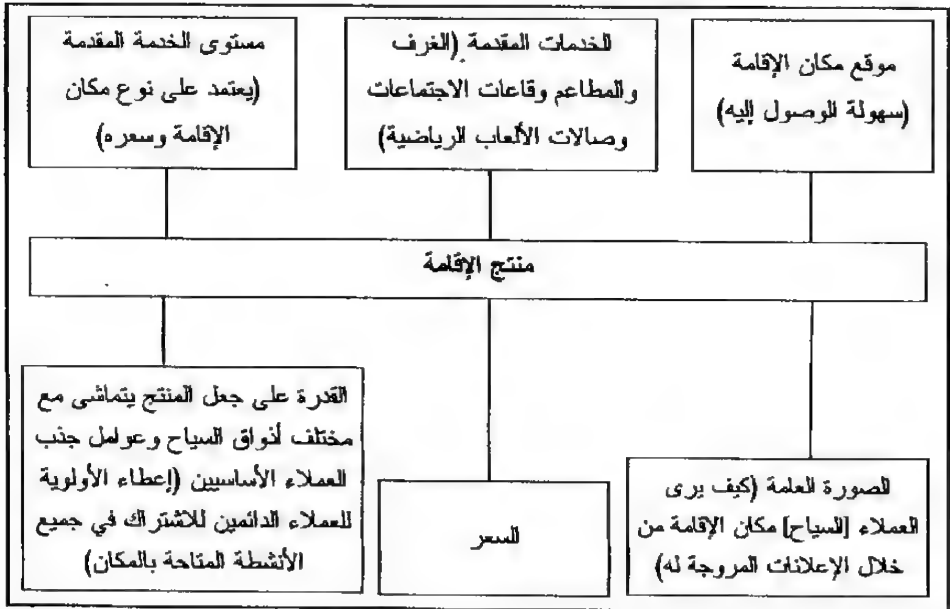 موقع مكان الإقامة
(سهولة الوصول إليه)
الخدمات المقدمة (الغرف
والمطاعم وقاعات الاجتماعات
وصالات الألعاب الرياضية)
مستوى الخدمة المقدمة
(يعتمد على نوع مكان
الإقامة وسعره)
منتج الإقامة
الصورة العامة (كيف يرى
العملاء [السياح] مكان الإقامة من
خلال الإعلانات المروجة له)
السعر
القدرة على جعل المنتج يتماشى مع
مختلف أذواق السياح وعوامل جذب
العملاء الأساسيين (إعطاء الأولوية
للعملاء الدائمين للاشتراك في جميع
الأنشطة المتاحة بالمكان)